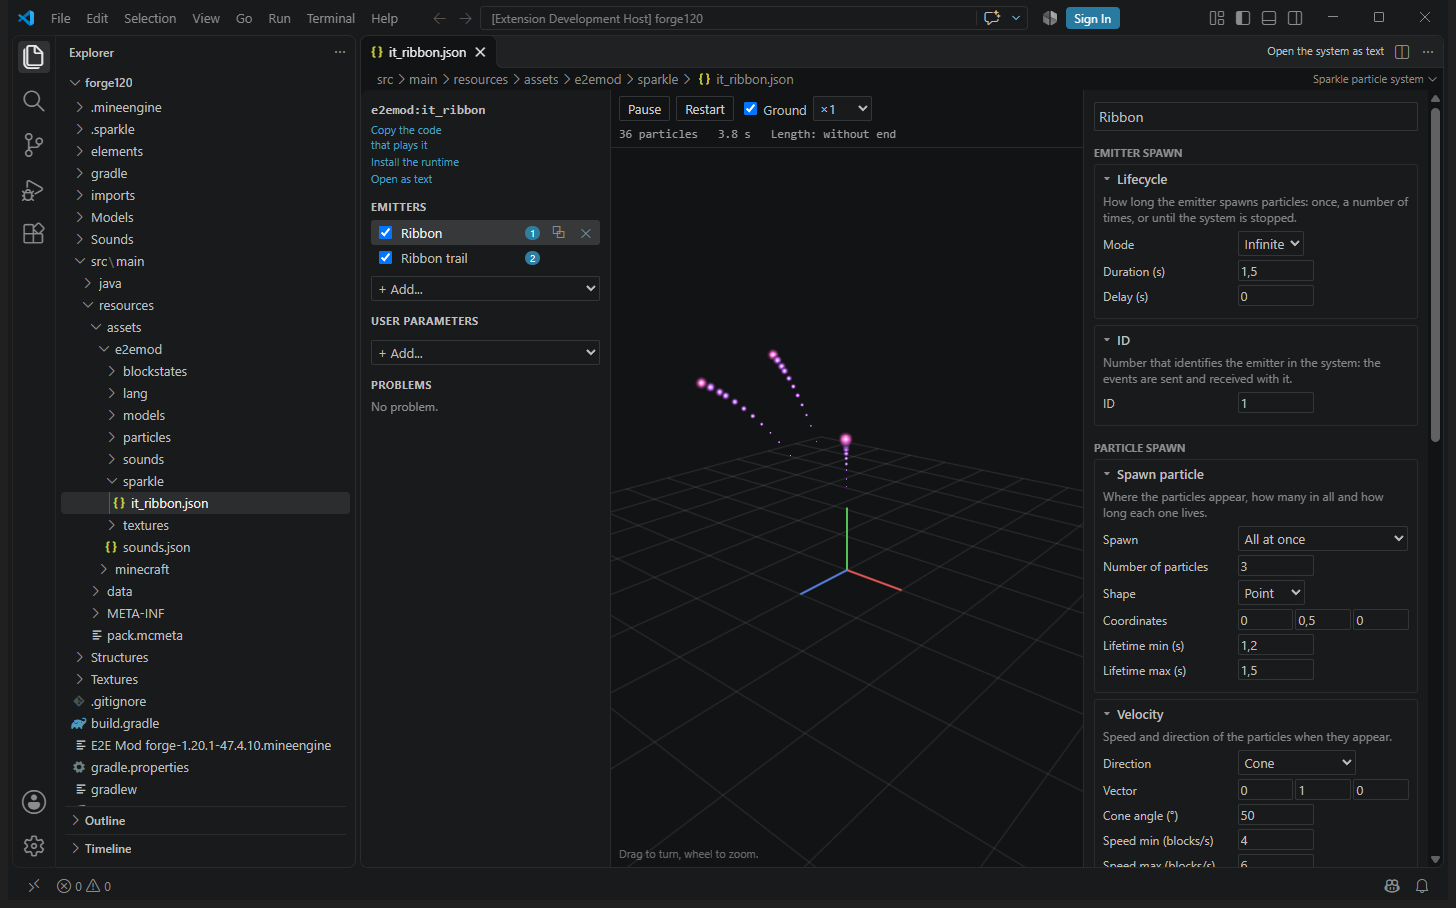 File Edit Selection View Go Run Terminal Help
[Extension Development Host] forge120
Sign In
Explorer
forge120
.mineengine
.sparkle
elements
gradle
imports
Models
Sounds
src\main
java
resources
assets
e2emod
blockstates
lang
models
particles
sounds
sparkle
{} it_ribbon.json
textures
{} sounds.json
minecraft
data
META-INF
pack.mcmeta
Structures
Textures
.gitignore
build.gradle
E2E Mod forge-1.20.1-47.4.10.mineengine
gradle.properties
gradlew
Outline
Timeline
0 0
{} it_ribbon.json
Open the system as text
src > main > resources > assets > e2emod > sparkle > {} it_ribbon.json
Sparkle particle system
e2emod:it_ribbon
Copy the code
that plays it
Install the runtime
Open as text
EMITTERS
Ribbon 1
Ribbon trail 2
+ Add...
USER PARAMETERS
+ Add...
PROBLEMS
No problem.
Pause Restart Ground ×1
36 particles 3.8 s Length: without end
Drag to turn, wheel to zoom.
Ribbon
EMITTER SPAWN
Lifecycle
How long the emitter spawns particles: once, a number of
times, or until the system is stopped.
Mode Infinite
Duration (s) 1,5
Delay (s) 0
ID
Number that identifies the emitter in the system: the
events are sent and received with it.
ID 1
PARTICLE SPAWN
Spawn particle
Where the particles appear, how many in all and how
long each one lives.
Spawn All at once
Number of particles 3
Shape Point
Coordinates 0 0,5 0
Lifetime min (s) 1,2
Lifetime max (s) 1,5
Velocity
Speed and direction of the particles when they appear.
Direction Cone
Vector 0 1 0
Cone angle (°) 50
Speed min (blocks/s) 4
Speed max (blocks/s) 6